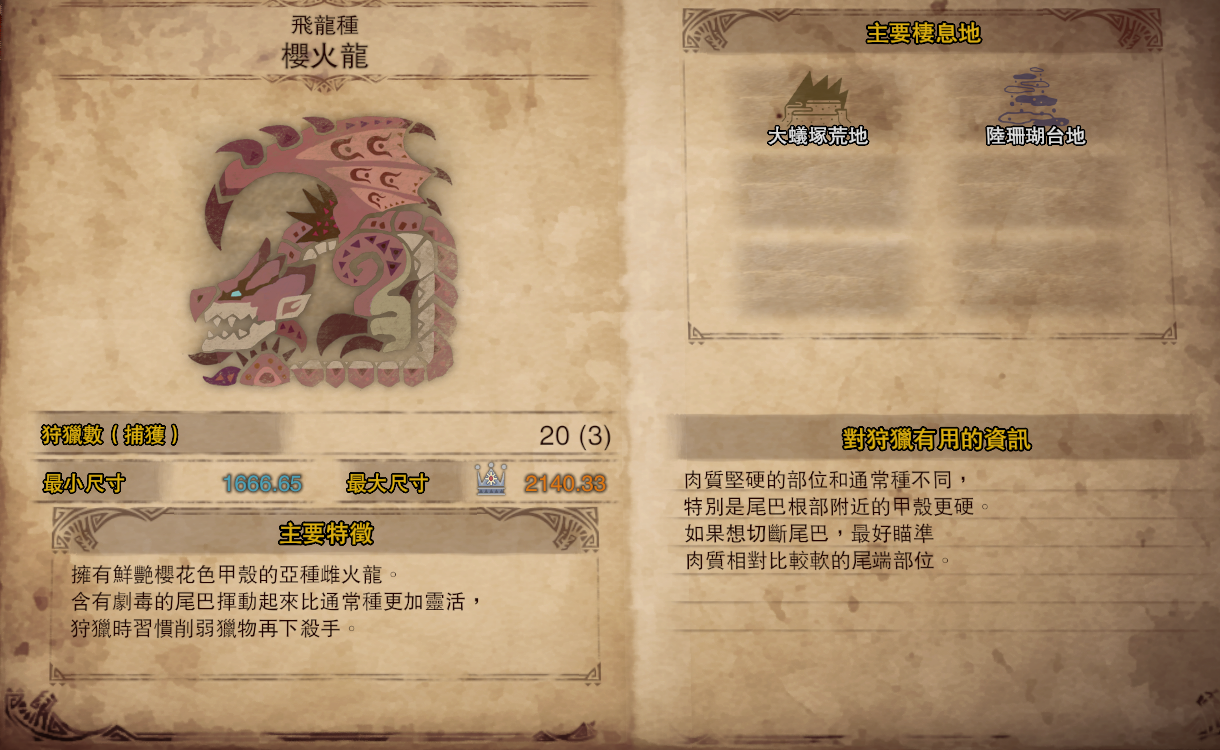 飛龍種
櫻火龍
狩獵數（捕獲） 20 (3)
最小尺寸 1666.65 最大尺寸 2140.33
主要特徵
擁有鮮艷櫻花色甲殼的亞種雌火龍。
含有劇毒的尾巴揮動起來比通常種更加靈活，
狩獵時習慣削弱獵物再下殺手。
主要棲息地
大蟻塚荒地 陸珊瑚台地
對狩獵有用的資訊
肉質堅硬的部位和通常種不同，
特別是尾巴根部附近的甲殼更硬。
如果想切斷尾巴，最好瞄準
肉質相對比較軟的尾端部位。